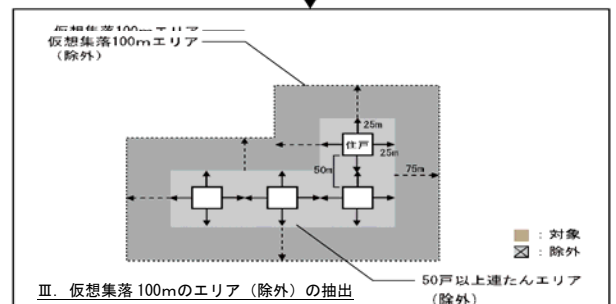 仮想集落100mエリア
仮想集落100mエリア
（除外）
25m
住戸
25m
50m
75m
：対象
：除外
50戸以上連たんエリア
（除外）
Ⅲ．仮想集落 100mのエリア（除外）の抽出